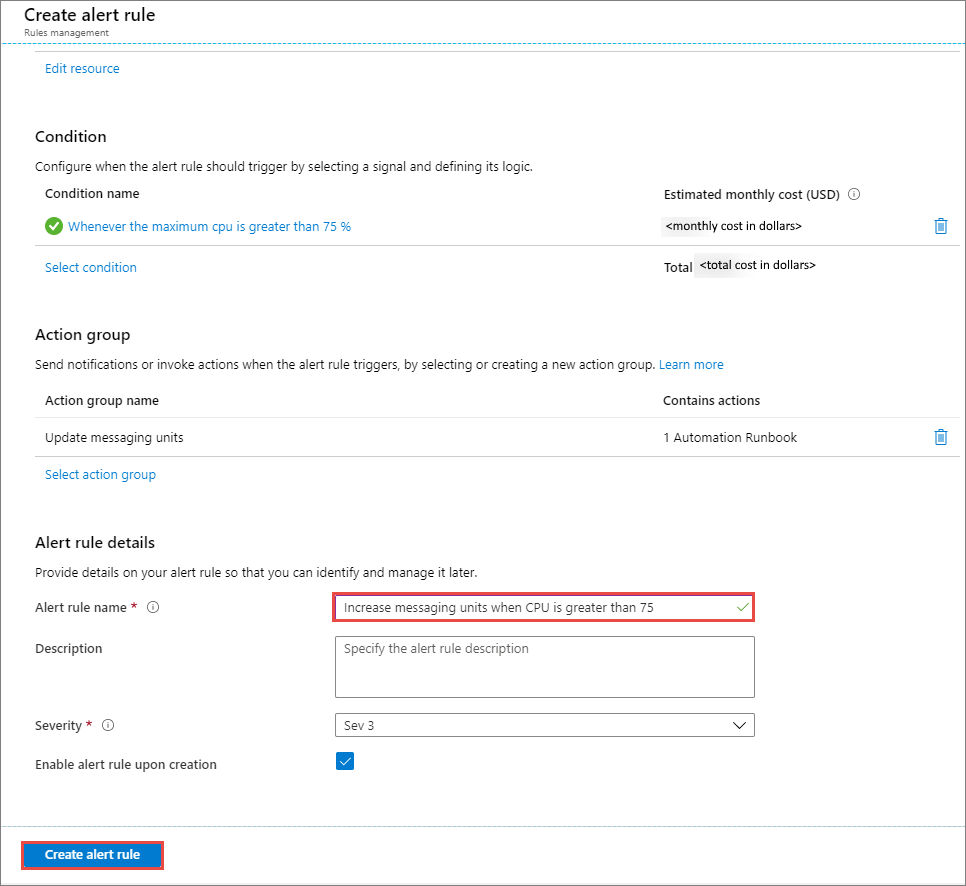 Create alert rule
Rules management
Edit resource
Condition
Configure when the alert rule should trigger by selecting a signal and defining its logic.
Condition name
Estimated monthly cost (USD)
Whenever the maximum cpu is greater than 75 %
<monthly cost in dollars>
Select condition
Total <total cost in dollars>
Action group
Send notifications or invoke actions when the alert rule triggers, by selecting or creating a new action group. Learn more
Action group name
Contains actions
Update messaging units
1 Automation Runbook
Select action group
Alert rule details
Provide details on your alert rule so that you can identify and manage it later.
Alert rule name *
Increase messaging units when CPU is greater than 75
Description
Specify the alert rule description
Severity *
Sev 3
Enable alert rule upon creation
Create alert rule